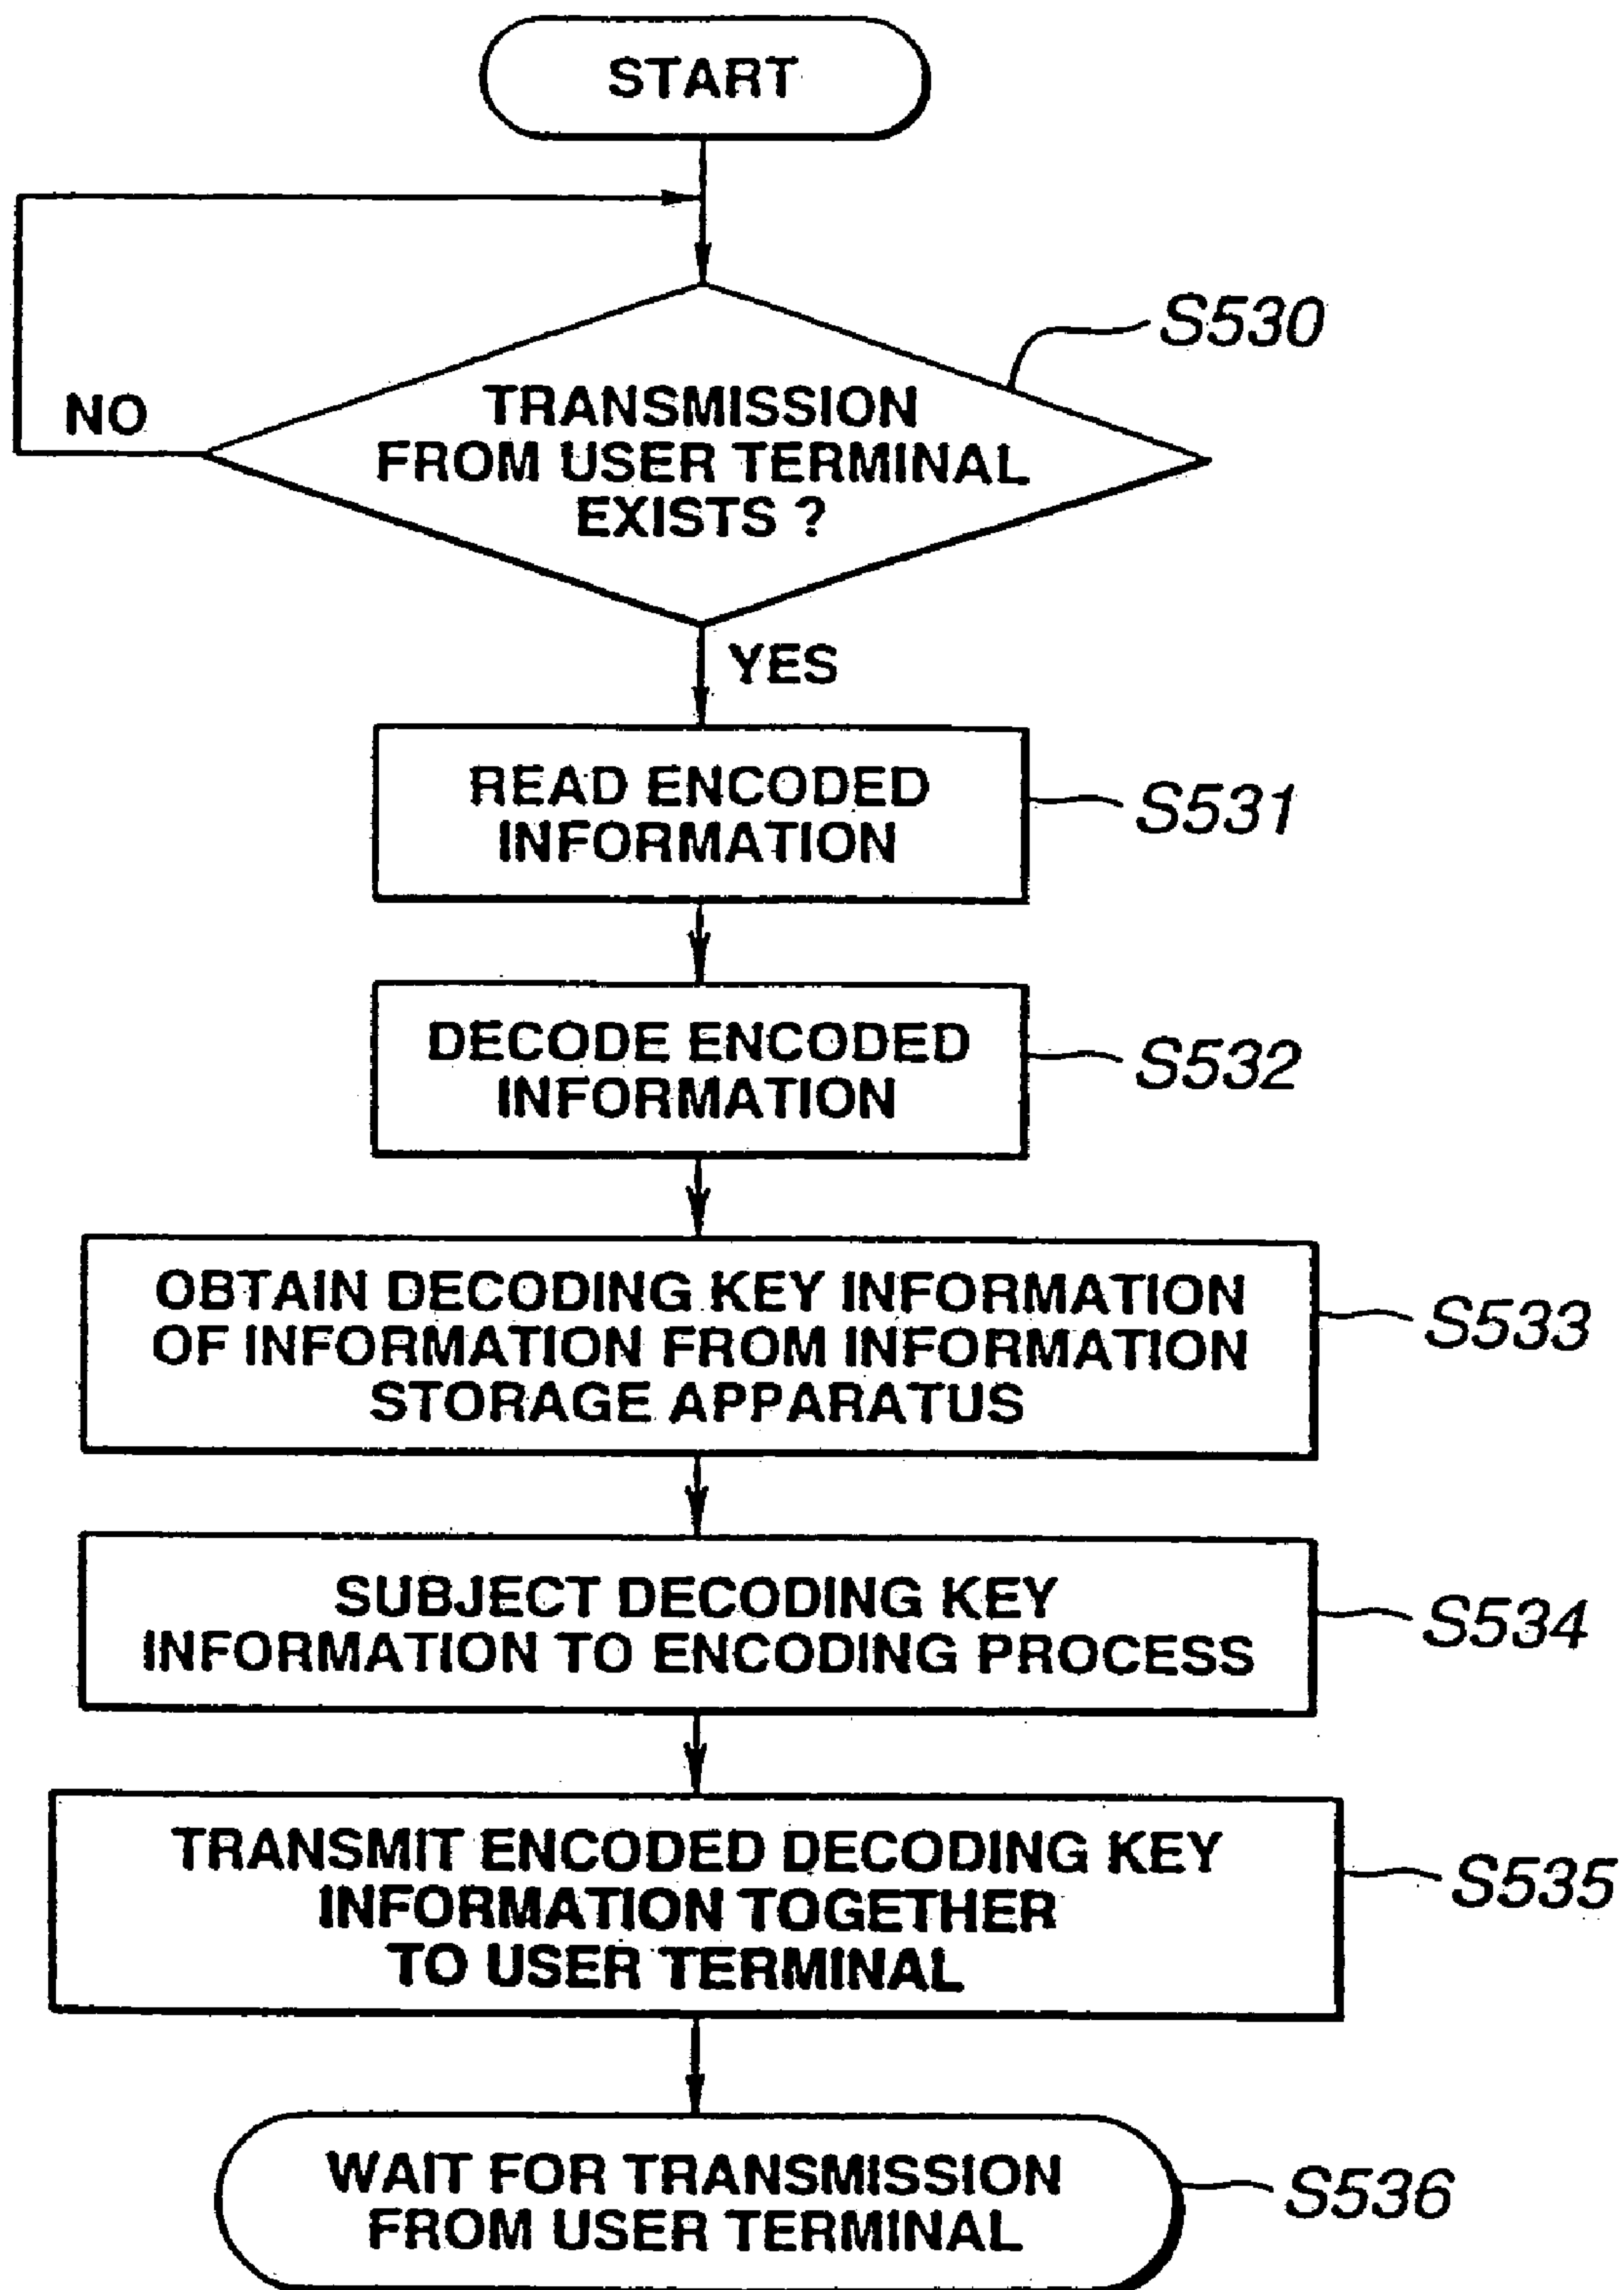 START
S530
NO
TRANSMISSION
FROM USER TERMINAL
EXISTS ?
YES
READ ENCODED
INFORMATION
S531
DECODE ENCODED
INFORMATION
S532
OBTAIN DECODING KEY INFORMATION
OF INFORMATION FROM INFORMATION
STORAGE APPARATUS
S533
SUBJECT DECODING KEY
INFORMATION TO ENCODING PROCESS
S534
TRANSMIT ENCODED DECODING KEY
INFORMATION TOGETHER
TO USER TERMINAL
S535
WAIT FOR TRANSMISSION
FROM USER TERMINAL
S536